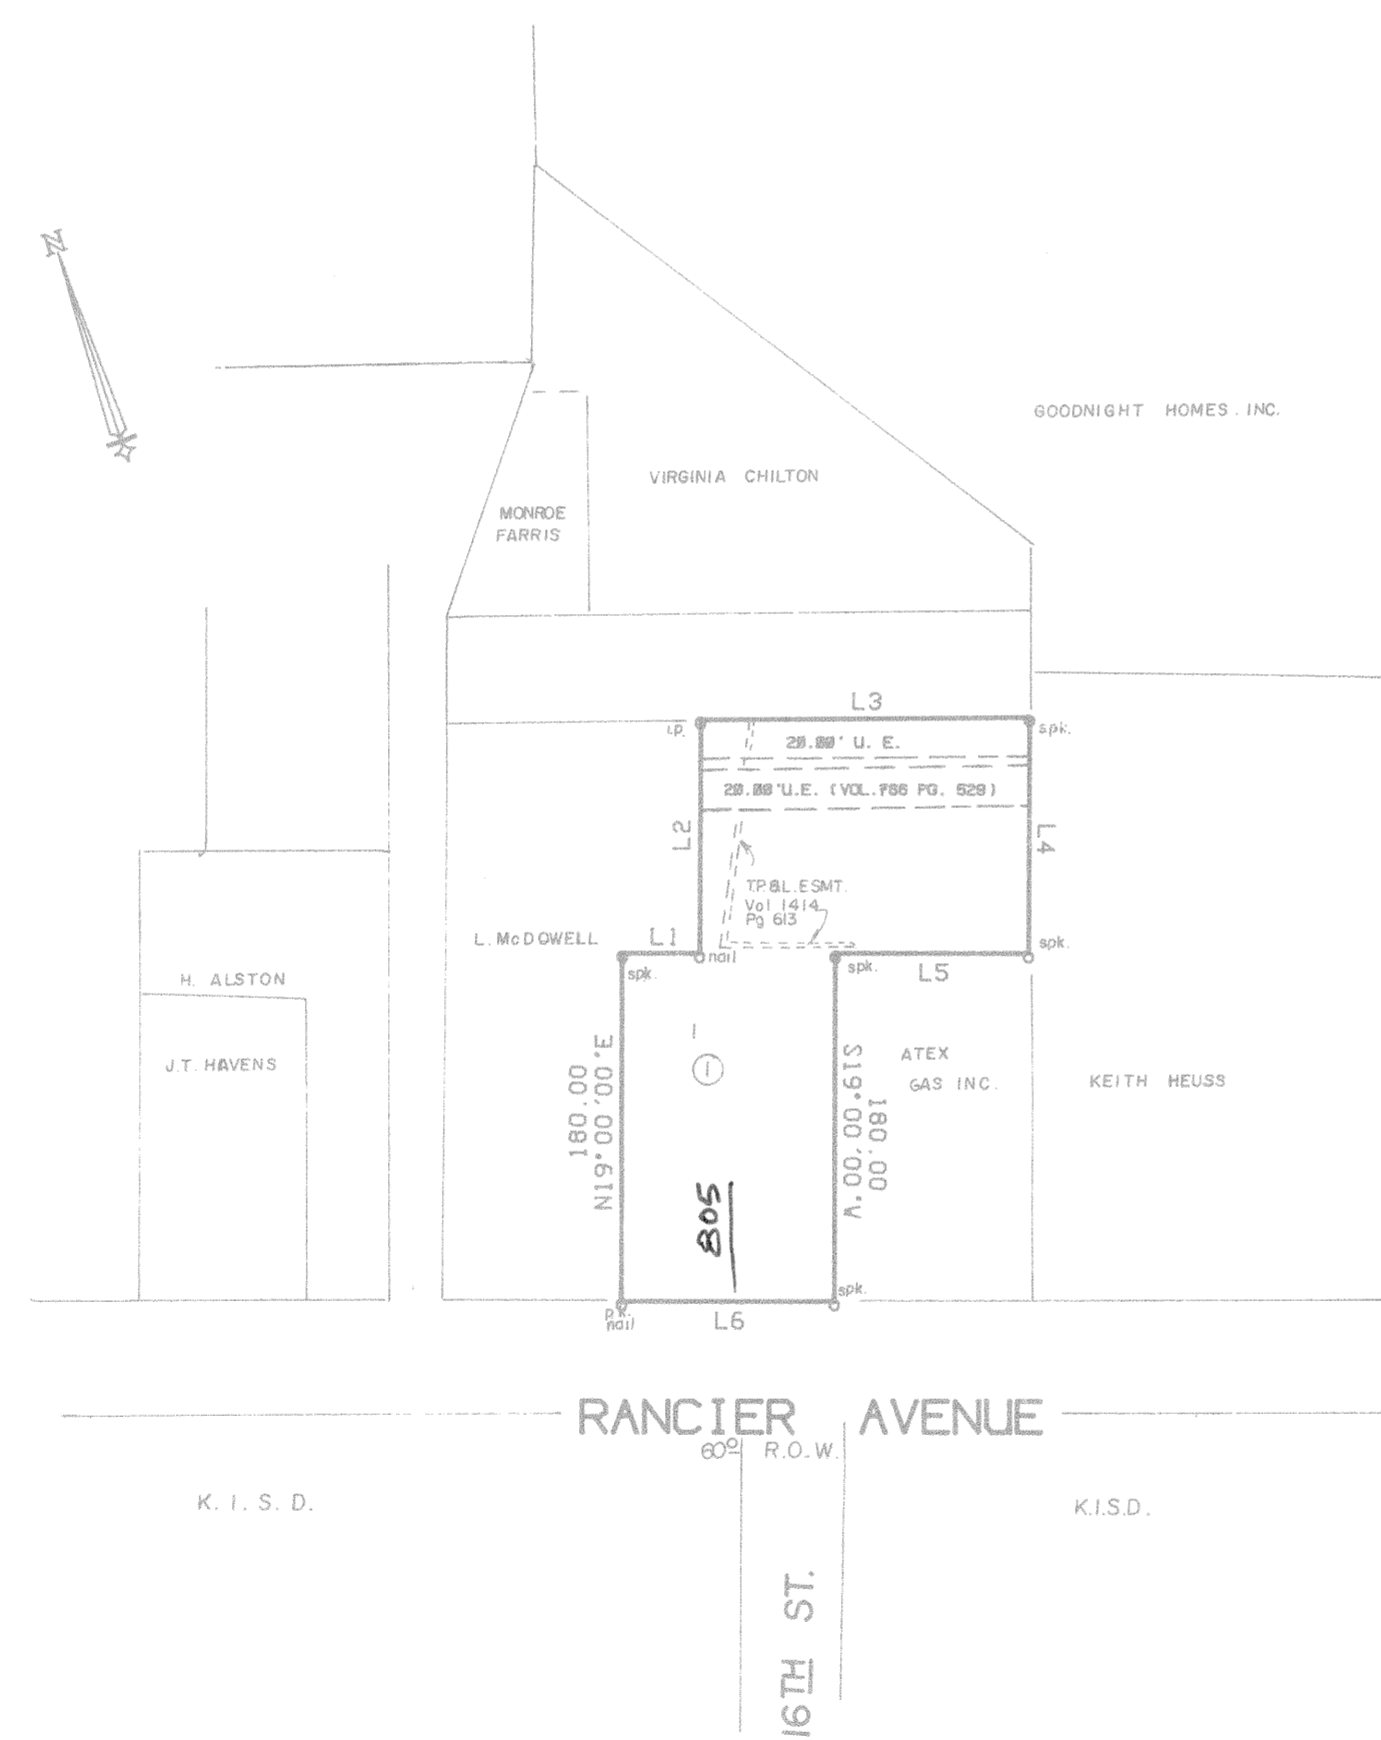 N
GOODNIGHT HOMES . INC.
VIRGINIA CHILTON
MONROE
FARRIS
L3
i.p.
spk.
20.00' U. E.
20.00'U.E. (VOL.766 PG. 529)
L2
L4
T.P.&L.ESMT.
Vol 1414
Pg 613
L. McDOWELL
L1
nail
spk.
spk.
spk.
L5
H. ALSTON
J.T. HAVENS
1
1
ATEX
GAS INC.
KEITH HEUSS
180.00
N19°00'00"E
S19°00'00"W
180.00
805
spk.
p.k.
nail
L6
RANCIER AVENUE
R.O.W.
K. I. S. D.
K.I.S.D.
16TH ST.